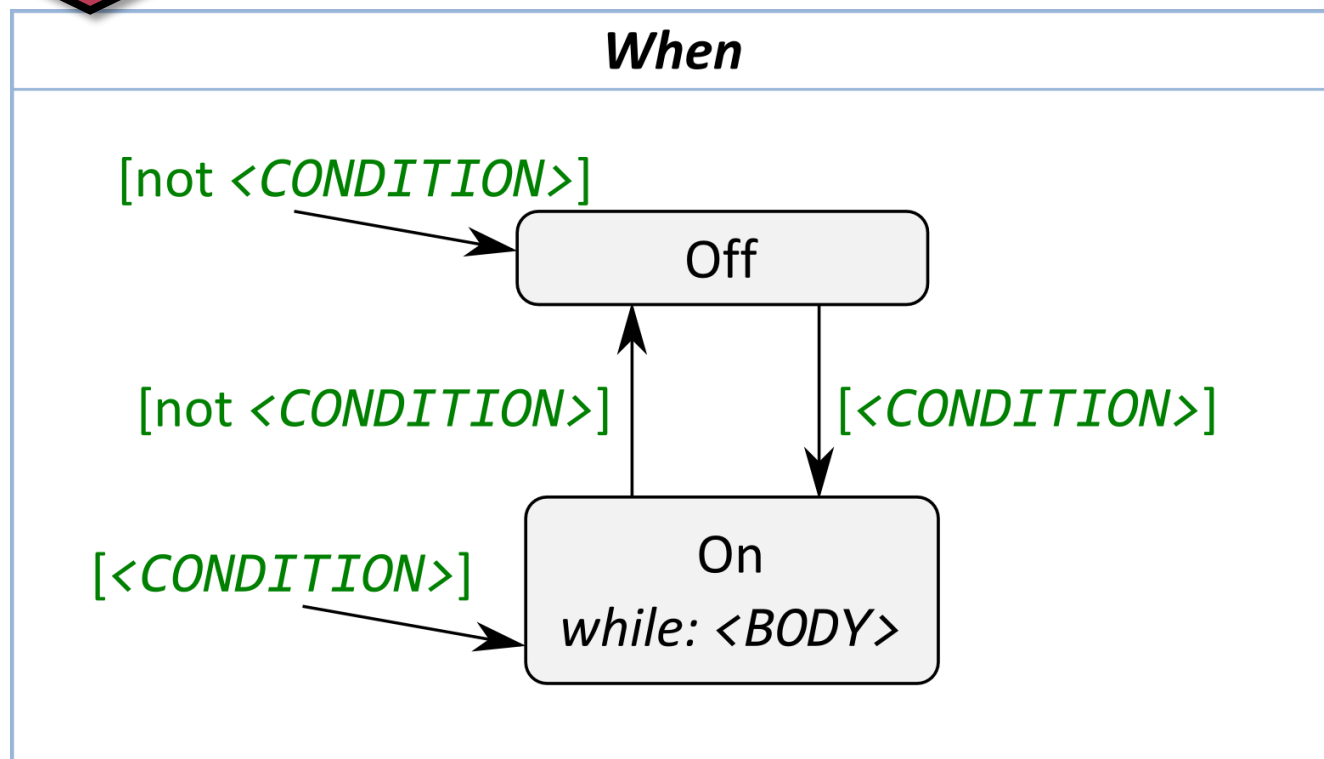 When
[not <CONDITION>]
Off
[not <CONDITION>]
[<CONDITION>]
[<CONDITION>]
On
while: <BODY>